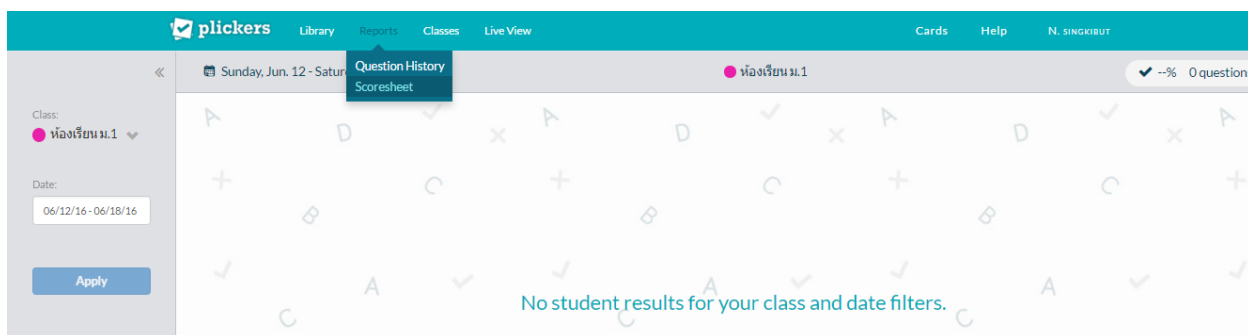 plickers Library Reports Classes Live View Cards Help N. SINGKIBUT
Question History
Scoresheet
Sunday, Jun. 12 - Satur
ห้องเรียน ม.1
--% 0 question
Class:
ห้องเรียน ม.1
Date:
06/12/16 - 06/18/16
Apply
A D A D A D A
C C C
B B B
A A A
C C C
No student results for your class and date filters.